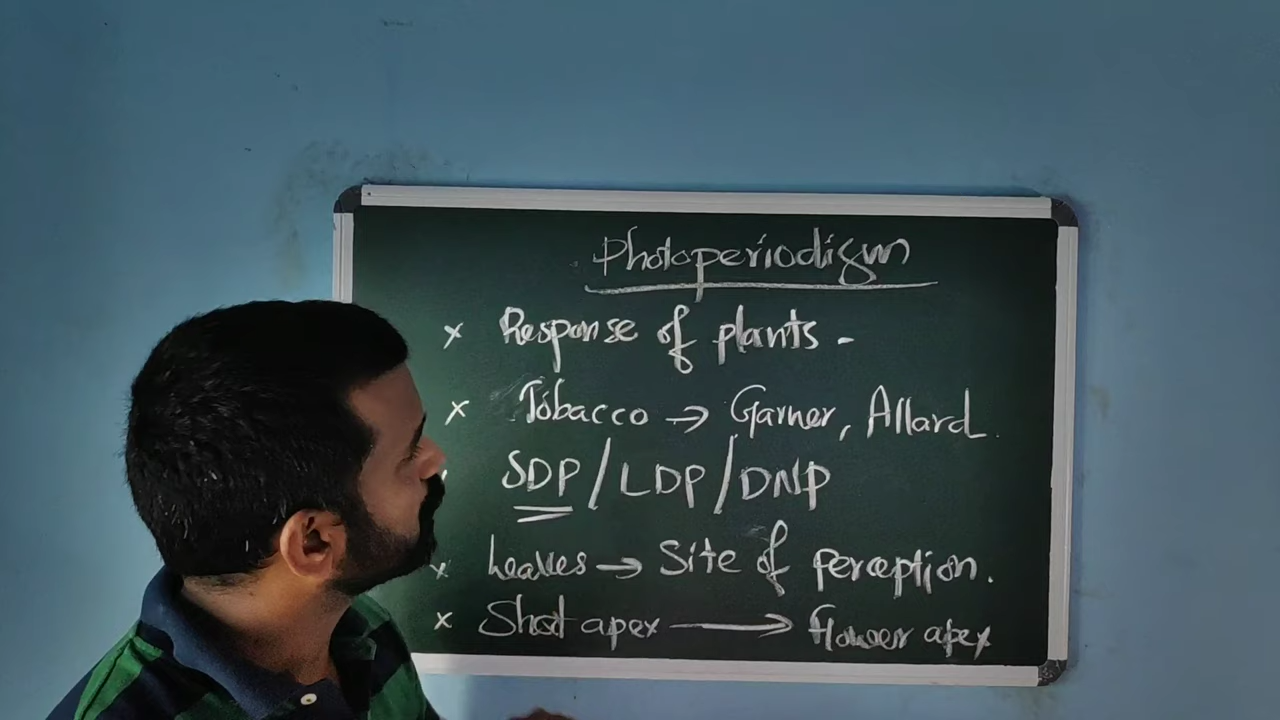 Photoperiodism
x Response of plants.
x Tobacco → Garner, Allard.
SDP/LDP/DNP
x Leaves → Site of perception.
x Shoot apex → flower apex